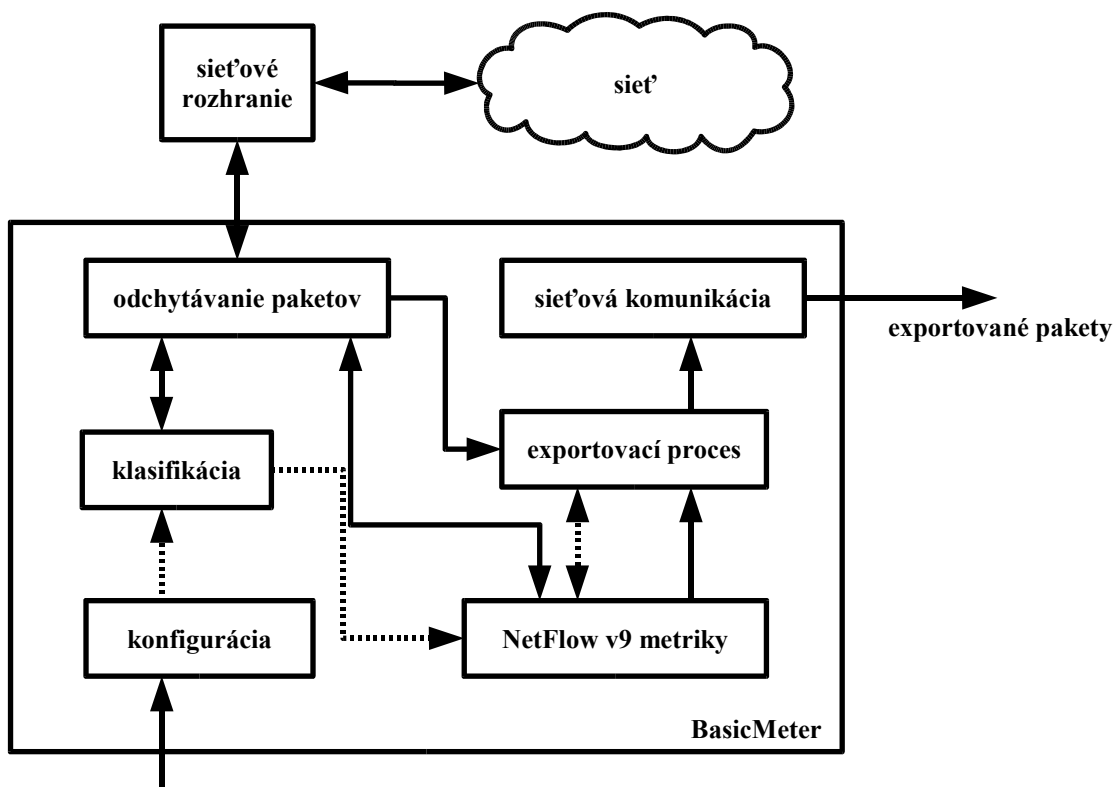 sieťové
rozhranie
sieť
odchytávanie paketov
sieťová komunikácia
exportované pakety
klasifikácia
exportovací proces
konfigurácia
NetFlow v9 metriky
BasicMeter